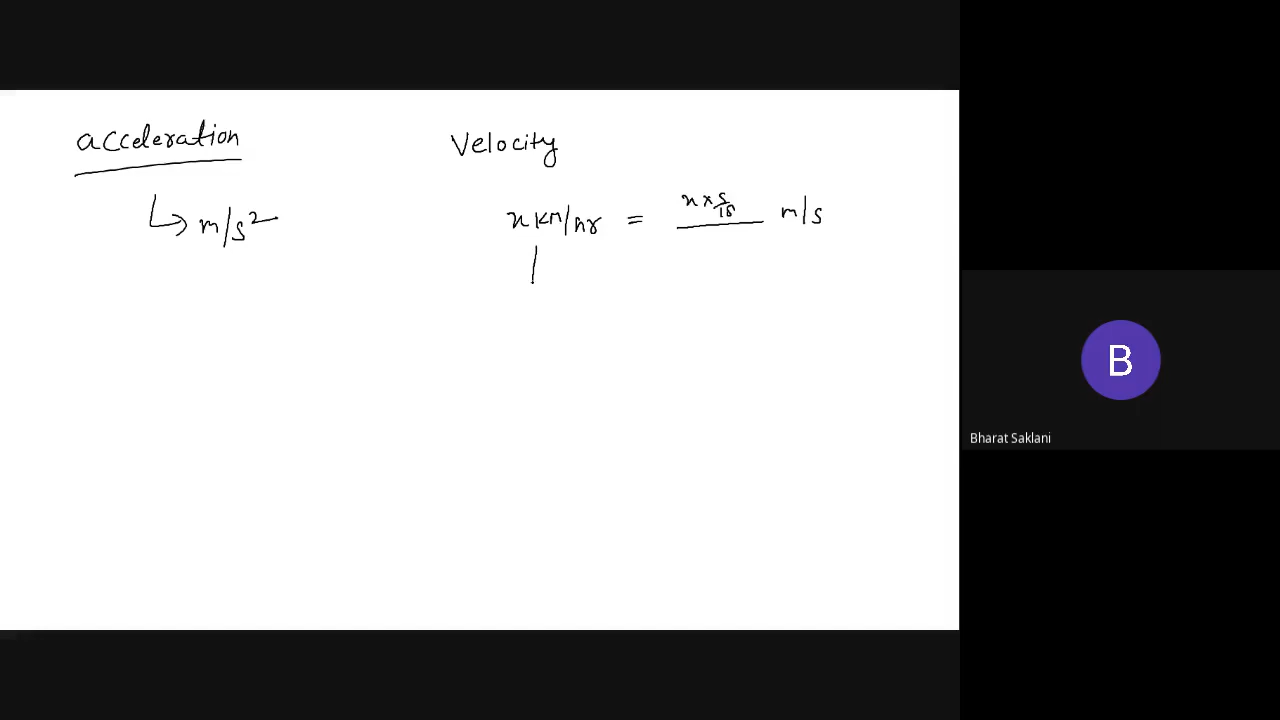 acceleration
Velocity
↳ m/s²
x km/hr = x × 5/18 m/s
B
Bharat Saklani